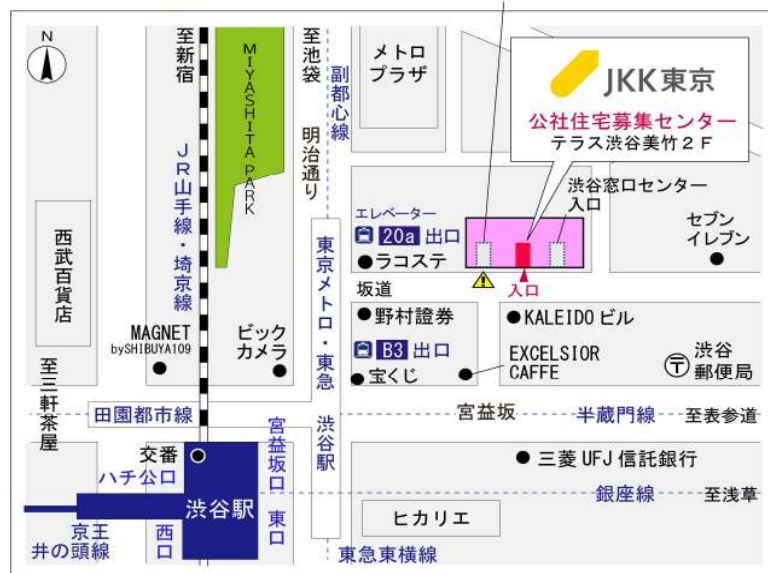 N
至新宿
MIYASHITA PARK
至池袋
明治通り
副都心線
メトロ
プラザ
JKK東京
公社住宅募集センター
テラス渋谷美竹２Ｆ
JR山手線・埼京線
西武百貨店
エレベーター
20a 出口
ラコステ
渋谷窓口センター
入口
セブン
イレブン
入口
坂道
野村證券
KALEIDO ビル
東京メトロ・東急
渋谷駅
MAGNET
bySHIBUYA109
ビック
カメラ
B3 出口
宝くじ
EXCELSIOR
CAFFE
〒
渋谷
郵便局
至三軒茶屋
田園都市線
宮益坂
半蔵門線
至表参道
交番
ハチ公口
宮益坂口
三菱 UFJ 信託銀行
渋谷駅
銀座線
至浅草
京王
井の頭線
西口
東口
ヒカリエ
東急東横線